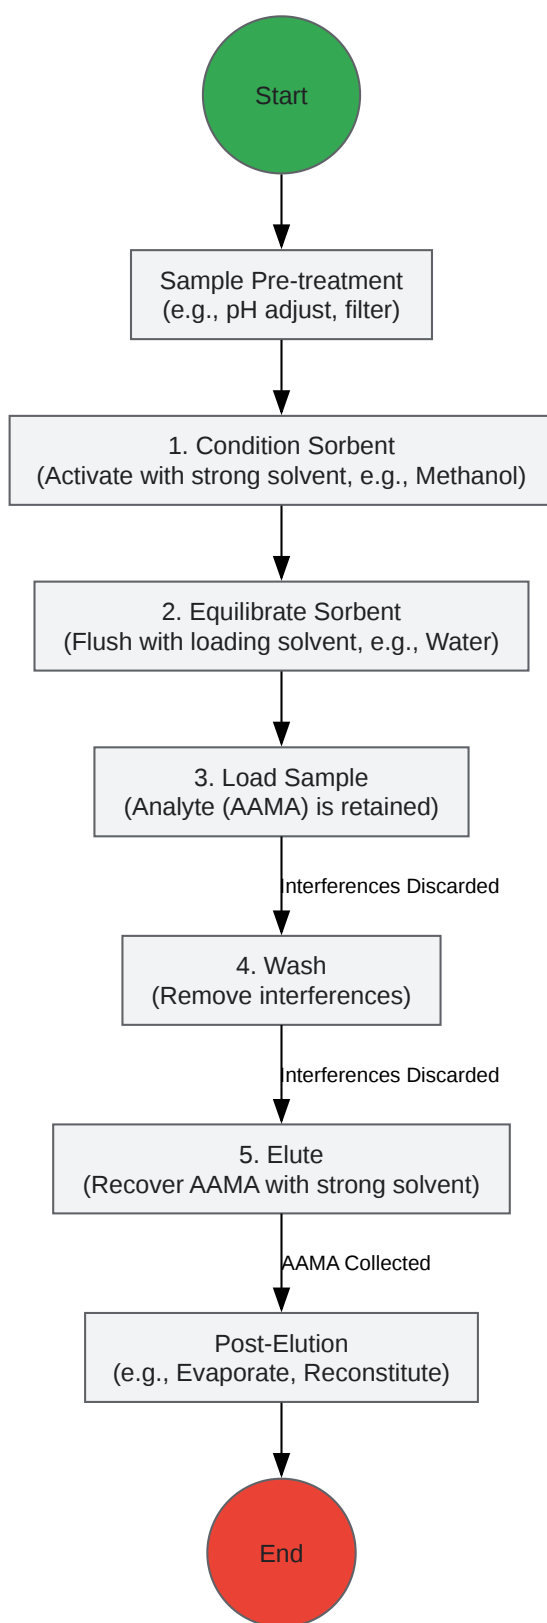 Start
Sample Pre-treatment
(e.g., pH adjust, filter)
1. Condition Sorbent
(Activate with strong solvent, e.g., Methanol)
2. Equilibrate Sorbent
(Flush with loading solvent, e.g., Water)
3. Load Sample
(Analyte (AAMA) is retained)
Interferences Discarded
4. Wash
(Remove interferences)
Interferences Discarded
5. Elute
(Recover AAMA with strong solvent)
AAMA Collected
Post-Elution
(e.g., Evaporate, Reconstitute)
End